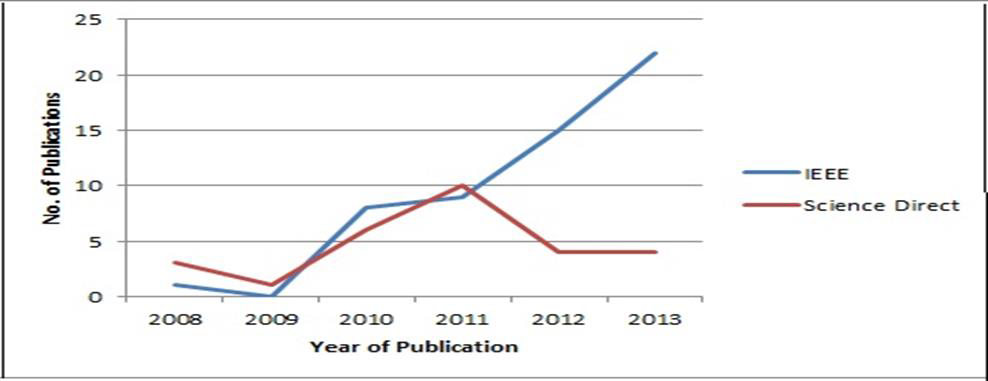 25
20
15
10
5
0
No. of Publications
2008 2009 2010 2011 2012 2013
Year of Publication
IEEE
Science Direct